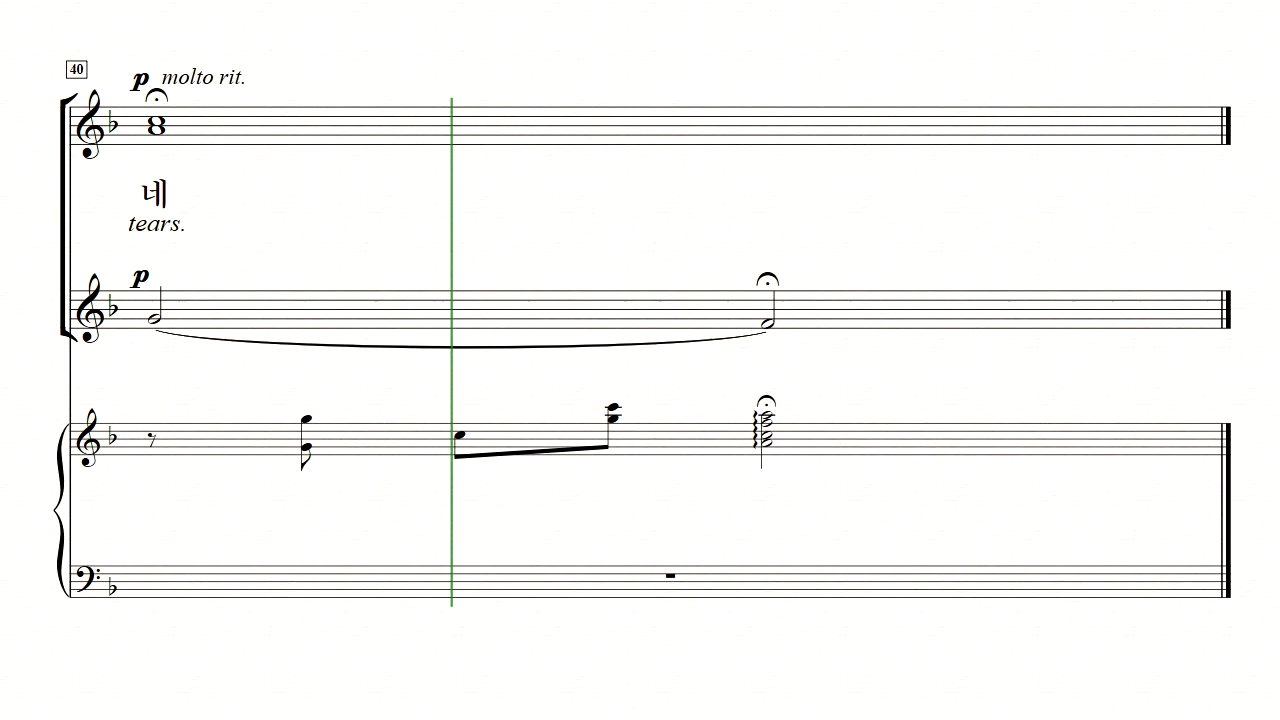 40
p molto rit.
네
tears.
p